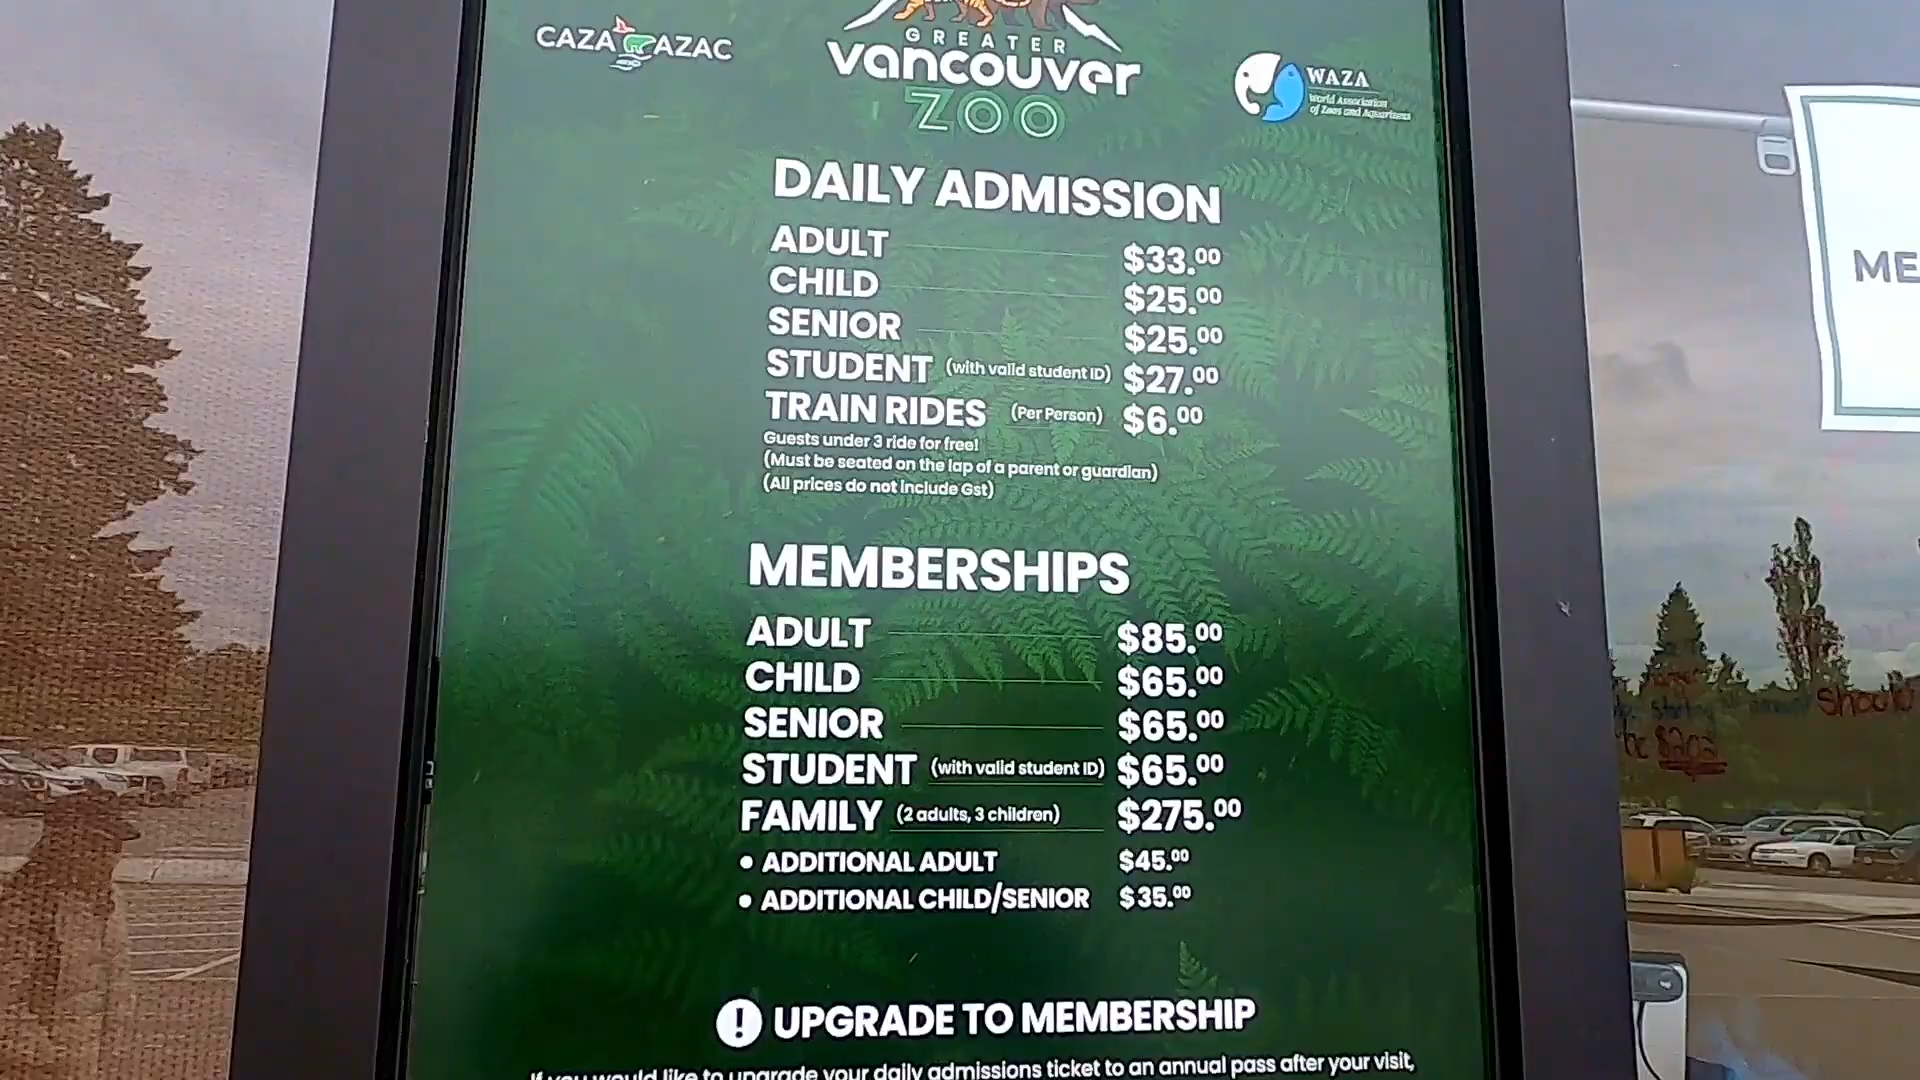 CAZA AZAC
GREATER
vancouver
ZOO
WAZA
World Association
of Zoos and Aquariums
DAILY ADMISSION
ADULT $33.00
CHILD $25.00
SENIOR $25.00
STUDENT (with valid student ID) $27.00
TRAIN RIDES (Per Person) $6.00
Guests under 3 ride for free!
(Must be seated on the lap of a parent or guardian)
(All prices do not include Gst)
MEMBERSHIPS
ADULT $85.00
CHILD $65.00
SENIOR $65.00
STUDENT (with valid student ID) $65.00
FAMILY (2 adults, 3 children) $275.00
• ADDITIONAL ADULT $45.00
• ADDITIONAL CHILD/SENIOR $35.00
! UPGRADE TO MEMBERSHIP
If you would like to upgrade your daily admissions ticket to an annual pass after your visit,
ME
starting should
be $202